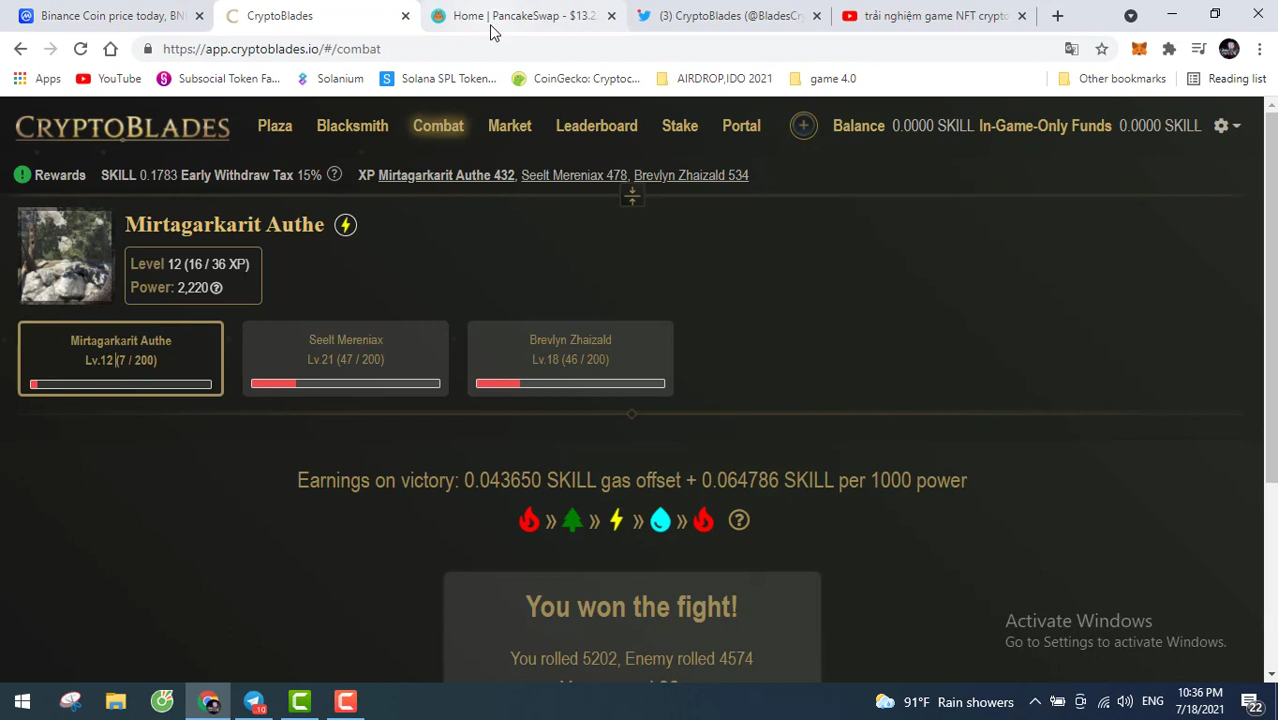 Binance Coin price today, BN
CryptoBlades
Home | PancakeSwap - $13.2
(3) CryptoBlades (@BladesCry
trải nghiệm game NFT crypto
https://app.cryptoblades.io/#/combat
Apps
YouTube
Subsocial Token Fa...
Solanium
Solana SPL Token...
CoinGecko: Cryptoc...
AIRDROP,IDO 2021
game 4.0
Other bookmarks
Reading list
CRYPTOBLADES
Plaza
Blacksmith
Combat
Market
Leaderboard
Stake
Portal
Balance 0.0000 SKILL In-Game-Only Funds 0.0000 SKILL
Rewards SKILL 0.1783 Early Withdraw Tax 15% ? XP Mirtagarkarit Authe 432, Seelt Mereniax 478, Brevlyn Zhaizald 534
Mirtagarkarit Authe
Level 12 (16 / 36 XP)
Power: 2,220 ?
Mirtagarkarit Authe
Lv.12 (7 / 200)
Seelt Mereniax
Lv.21 (47 / 200)
Brevlyn Zhaizald
Lv.18 (46 / 200)
Earnings on victory: 0.043650 SKILL gas offset + 0.064786 SKILL per 1000 power
» » » » ?
You won the fight!
You rolled 5202, Enemy rolled 4574
Activate Windows
Go to Settings to activate Windows.
10
91°F Rain showers
ENG
10:36 PM
7/18/2021
22